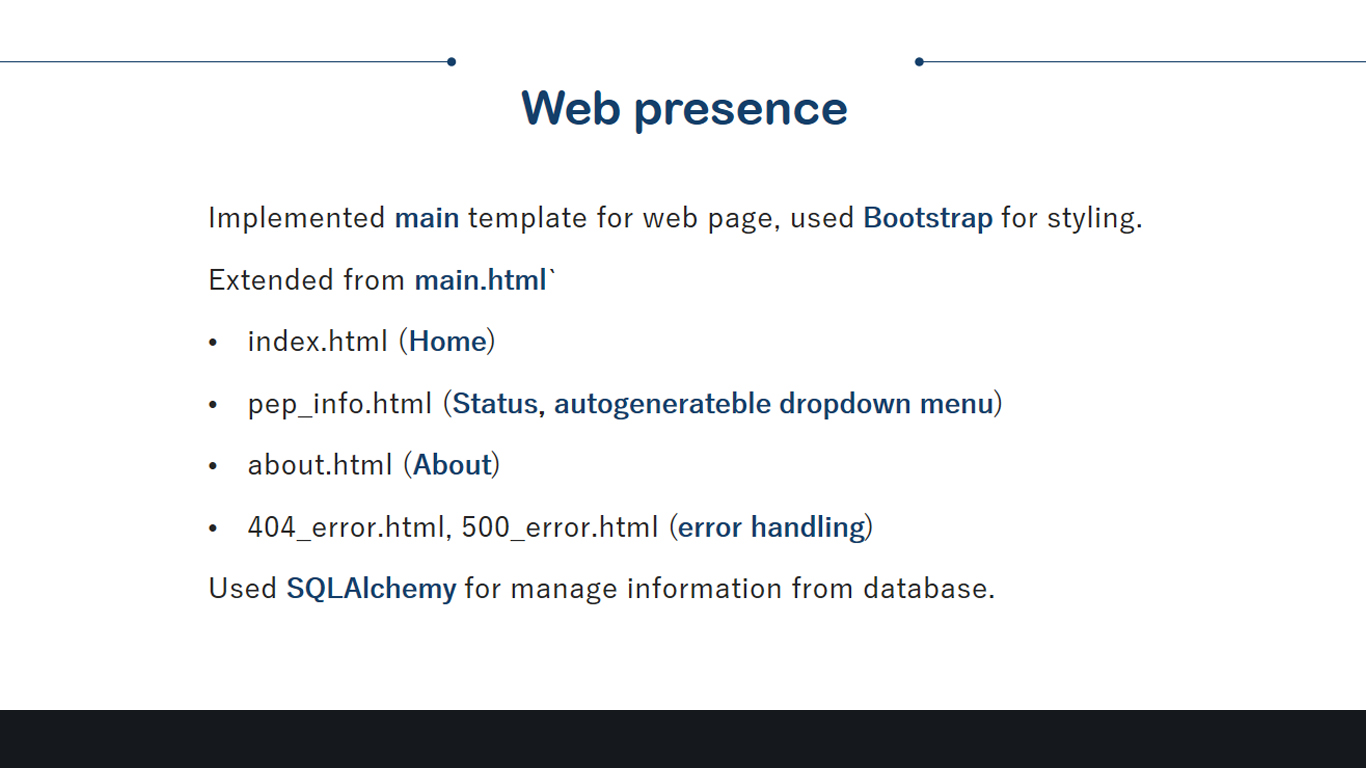 Web presence
Implemented main template for web page, used Bootstrap for styling.
Extended from main.html`
• index.html (Home)
• pep_info.html (Status, autogenerateble dropdown menu)
• about.html (About)
• 404_error.html, 500_error.html (error handling)
Used SQLAlchemy for manage information from database.